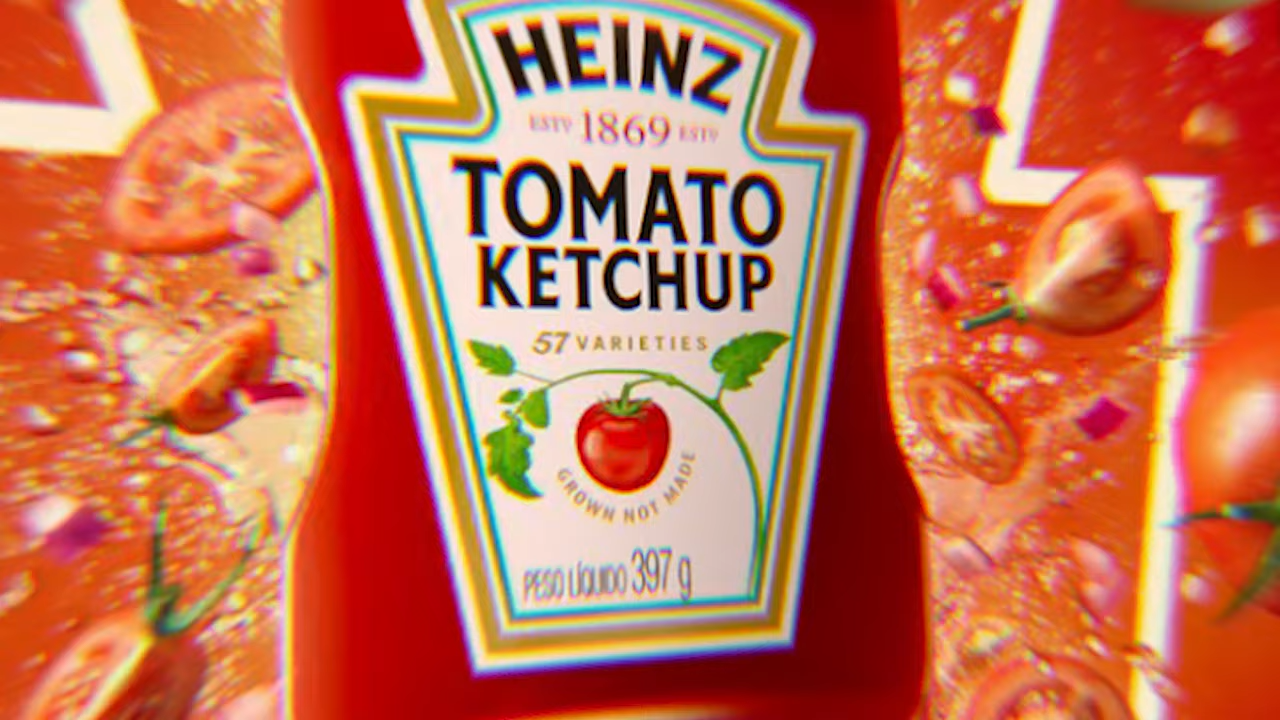 HEINZ
ESTD 1869 ESTD
TOMATO
KETCHUP
57 VARIETIES
GROWN NOT MADE
PESO LÍQUIDO 397 g